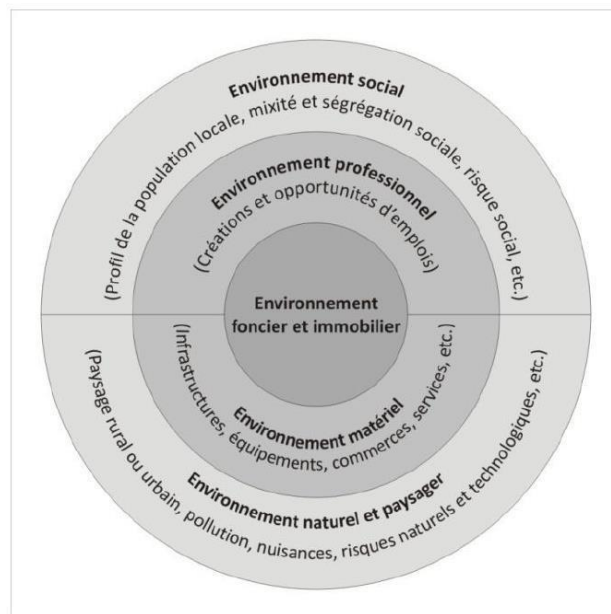 Environnement social
(Profil de la population locale, mixité et ségrégation sociale, risque social, etc.)
Environnement professionnel
(Créations et opportunités d'emplois)
Environnement
foncier et immobilier
(Infrastructures, équipements, commerces, services, etc.)
Environnement matériel
(Paysage rural ou urbain, pollution, nuisances, risques naturels et technologiques, etc.)
Environnement naturel et paysager